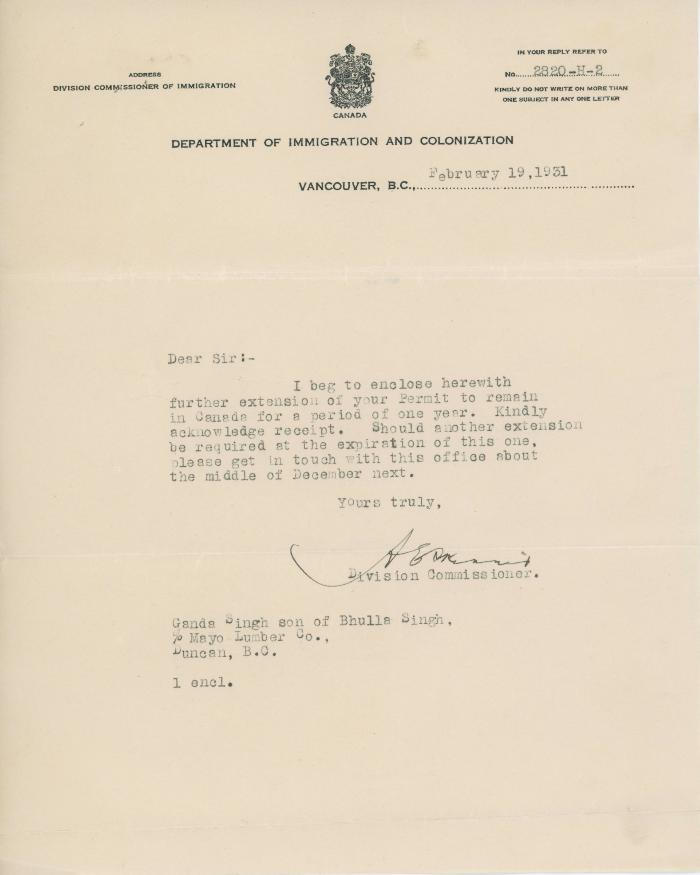 ADDRESS
DIVISION COMMISSIONER OF IMMIGRATION
CANADA
IN YOUR REPLY REFER TO
No. 2820-H-2
KINDLY DO NOT WRITE ON MORE THAN
ONE SUBJECT IN ANY ONE LETTER
DEPARTMENT OF IMMIGRATION AND COLONIZATION
VANCOUVER, B.C., February 19,1931
Dear Sir:-
I beg to enclose herewith
further extension of your Permit to remain
in Canada for a period of one year. Kindly
acknowledge receipt. Should another extension
be required at the expiration of this one,
please get in touch with this office about
the middle of December next.
Yours truly,
Division Commissioner.
Ganda Singh son of Bhulla Singh,
c/o Mayo Lumber Co.,
Duncan, B.C.
1 encl.